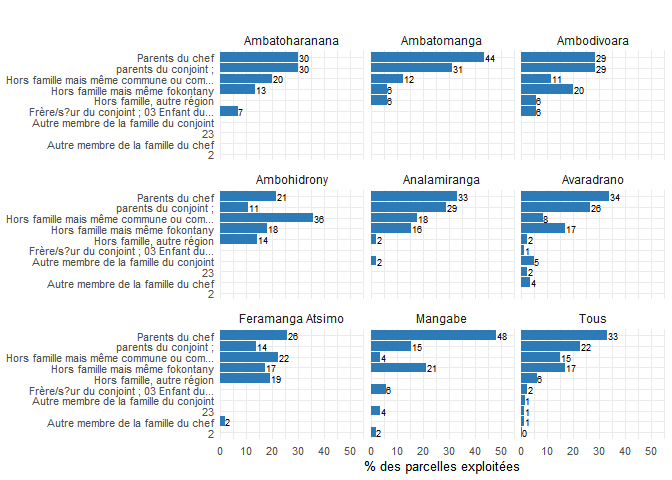 Ambatoharanana Ambatomanga Ambodivoara
Parents du chef 30 44 29
parents du conjoint ; 30 31 29
Hors famille mais même commune ou com... 20 12 11
Hors famille mais même fokontany 13 6 20
Hors famille, autre région 6 6
Frère/s?ur du conjoint ; 03 Enfant du... 7 6
Autre membre de la famille du conjoint
23
Autre membre de la famille du chef
2
Ambohidrony Analamiranga Avaradrano
Parents du chef 21 33 34
parents du conjoint ; 11 29 26
Hors famille mais même commune ou com... 36 18 8
Hors famille mais même fokontany 18 16 17
Hors famille, autre région 14 2 2
Frère/s?ur du conjoint ; 03 Enfant du... 1
Autre membre de la famille du conjoint 2 5
23 2
Autre membre de la famille du chef 4
2
Feramanga Atsimo Mangabe Tous
Parents du chef 26 48 33
parents du conjoint ; 14 15 22
Hors famille mais même commune ou com... 22 4 15
Hors famille mais même fokontany 17 21 17
Hors famille, autre région 19 6
Frère/s?ur du conjoint ; 03 Enfant du... 6 2
Autre membre de la famille du conjoint 1
23 4 1
Autre membre de la famille du chef 2 1
2 2 0
0 10 20 30 40 50 0 10 20 30 40 50 0 10 20 30 40 50
% des parcelles exploitées